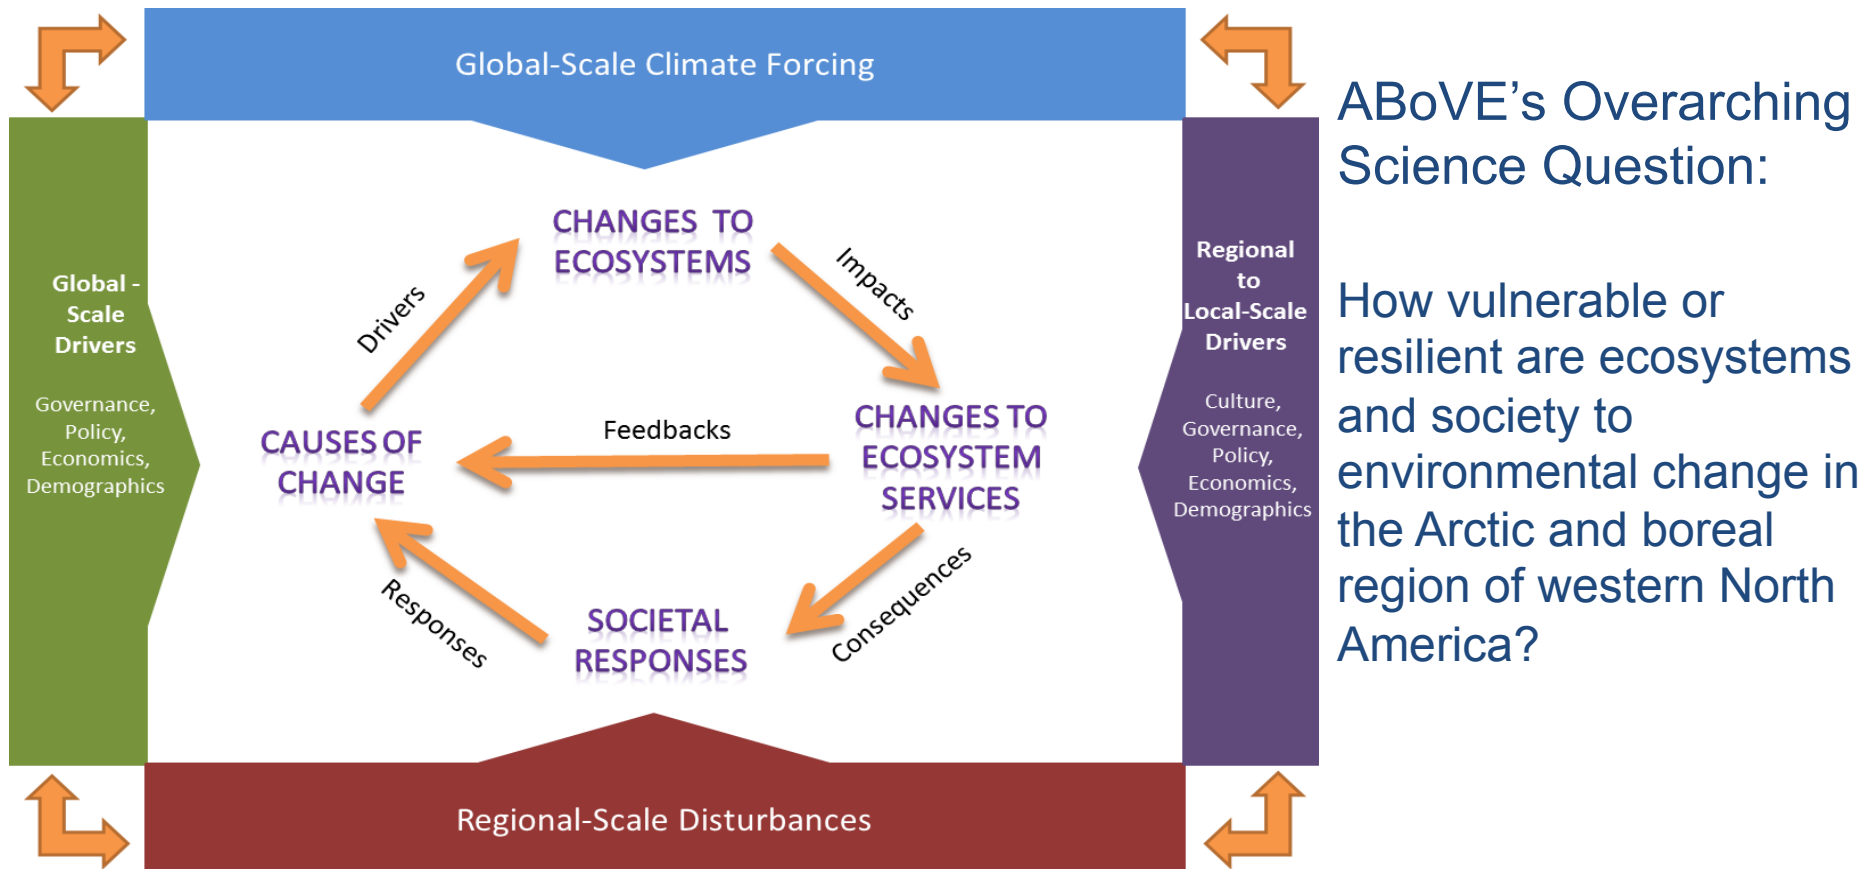 Global-Scale Climate Forcing
Global -
Scale
Drivers
Governance,
Policy,
Economics,
Demographics
CHANGES TO
ECOSYSTEMS
Drivers
Impacts
CAUSES OF
CHANGE
Feedbacks
CHANGES TO
ECOSYSTEM
SERVICES
Responses
SOCIETAL
RESPONSES
Consequences
Regional
to
Local-Scale
Drivers
Culture,
Governance,
Policy,
Economics,
Demographics
Regional-Scale Disturbances
ABoVE’s Overarching
Science Question:
How vulnerable or
resilient are ecosystems
and society to
environmental change in
the Arctic and boreal
region of western North
America?